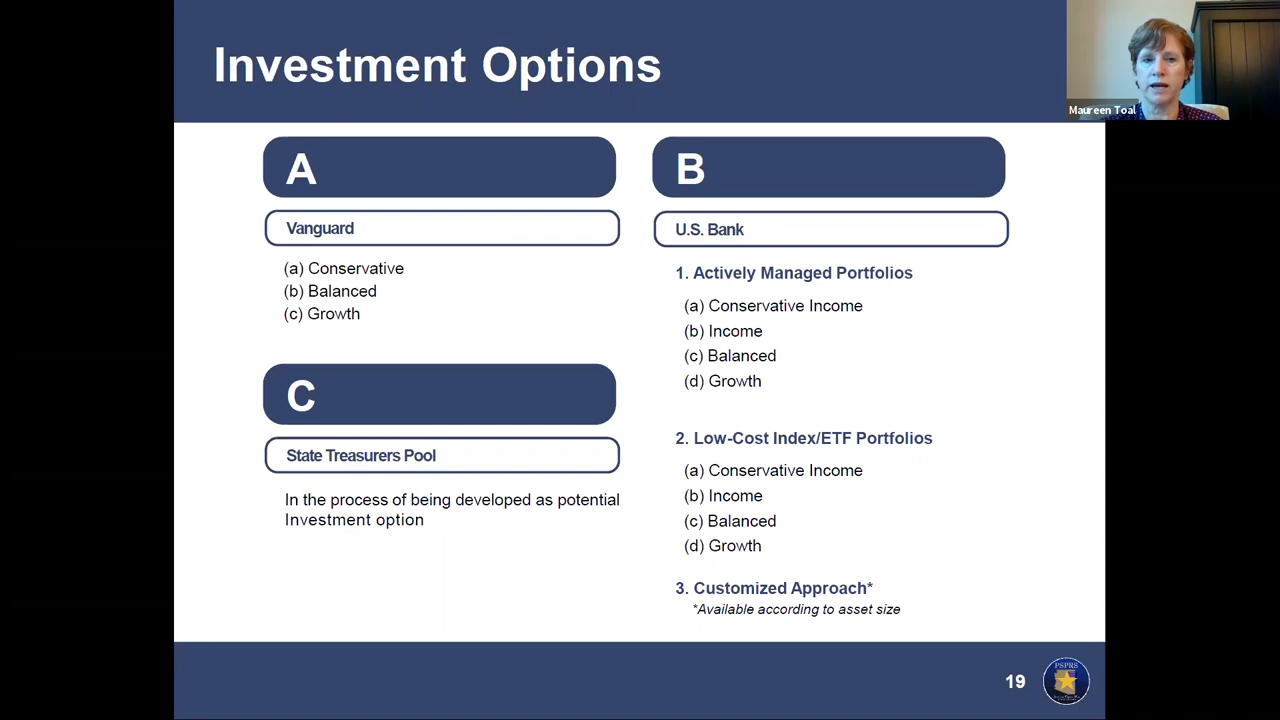 Investment Options
Maureen Toal
A
Vanguard
(a) Conservative
(b) Balanced
(c) Growth
B
U.S. Bank
1. Actively Managed Portfolios
(a) Conservative Income
(b) Income
(c) Balanced
(d) Growth
2. Low-Cost Index/ETF Portfolios
(a) Conservative Income
(b) Income
(c) Balanced
(d) Growth
3. Customized Approach*
*Available according to asset size
C
State Treasurers Pool
In the process of being developed as potential
Investment option
19
PSPRS